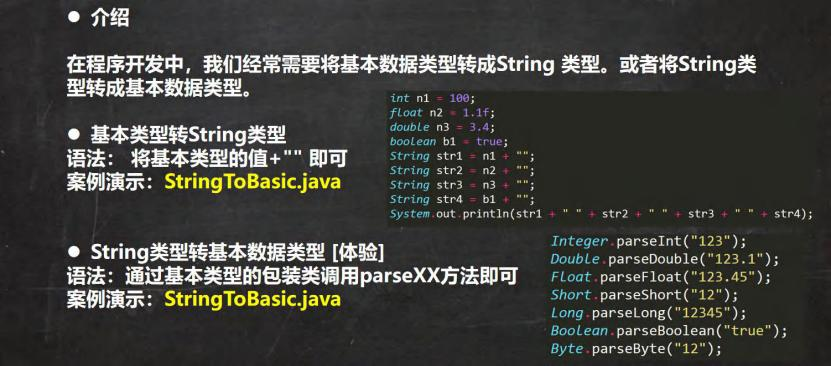 ● 介绍
在程序开发中，我们经常需要将基本数据类型转成String 类型。或者将String类
型转成基本数据类型。
● 基本类型转String类型
语法： 将基本类型的值+"" 即可
案例演示：StringToBasic.java
int n1 = 100;
float n2 = 1.1f;
double n3 = 3.4;
boolean b1 = true;
String str1 = n1 + "";
String str2 = n2 + "";
String str3 = n3 + "";
String str4 = b1 + "";
System.out.println(str1 + " " + str2 + " " + str3 + " " + str4);
● String类型转基本数据类型 [体验]
语法：通过基本类型的包装类调用parseXX方法即可
案例演示：StringToBasic.java
Integer.parseInt("123");
Double.parseDouble("123.1");
Float.parseFloat("123.45");
Short.parseShort("12");
Long.parseLong("12345");
Boolean.parseBoolean("true");
Byte.parseByte("12");